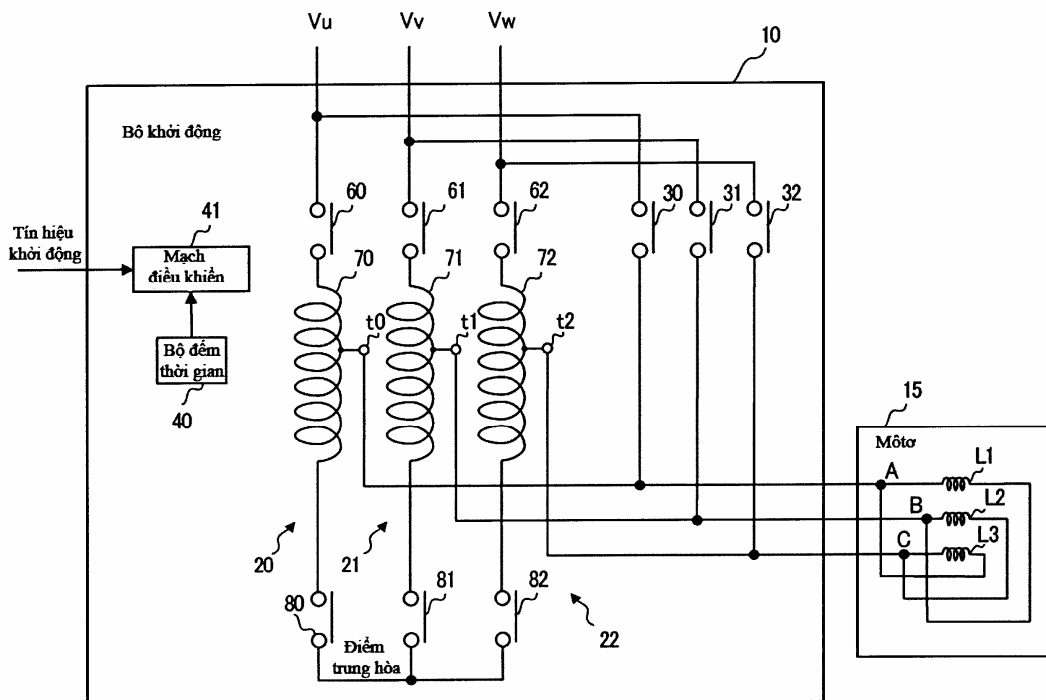 Vu Vv Vw
10
Bô khởi động
60 61 62 30 31 32
41
Tín hiệu
khởi động
Mạch
điều khiển
70 71 72
t0 t1 t2
Bộ đếm
thời gian
40
15
Môtơ
A L1
B L2
C L3
20 21
80 81 82
22
Điểm
trung hòa